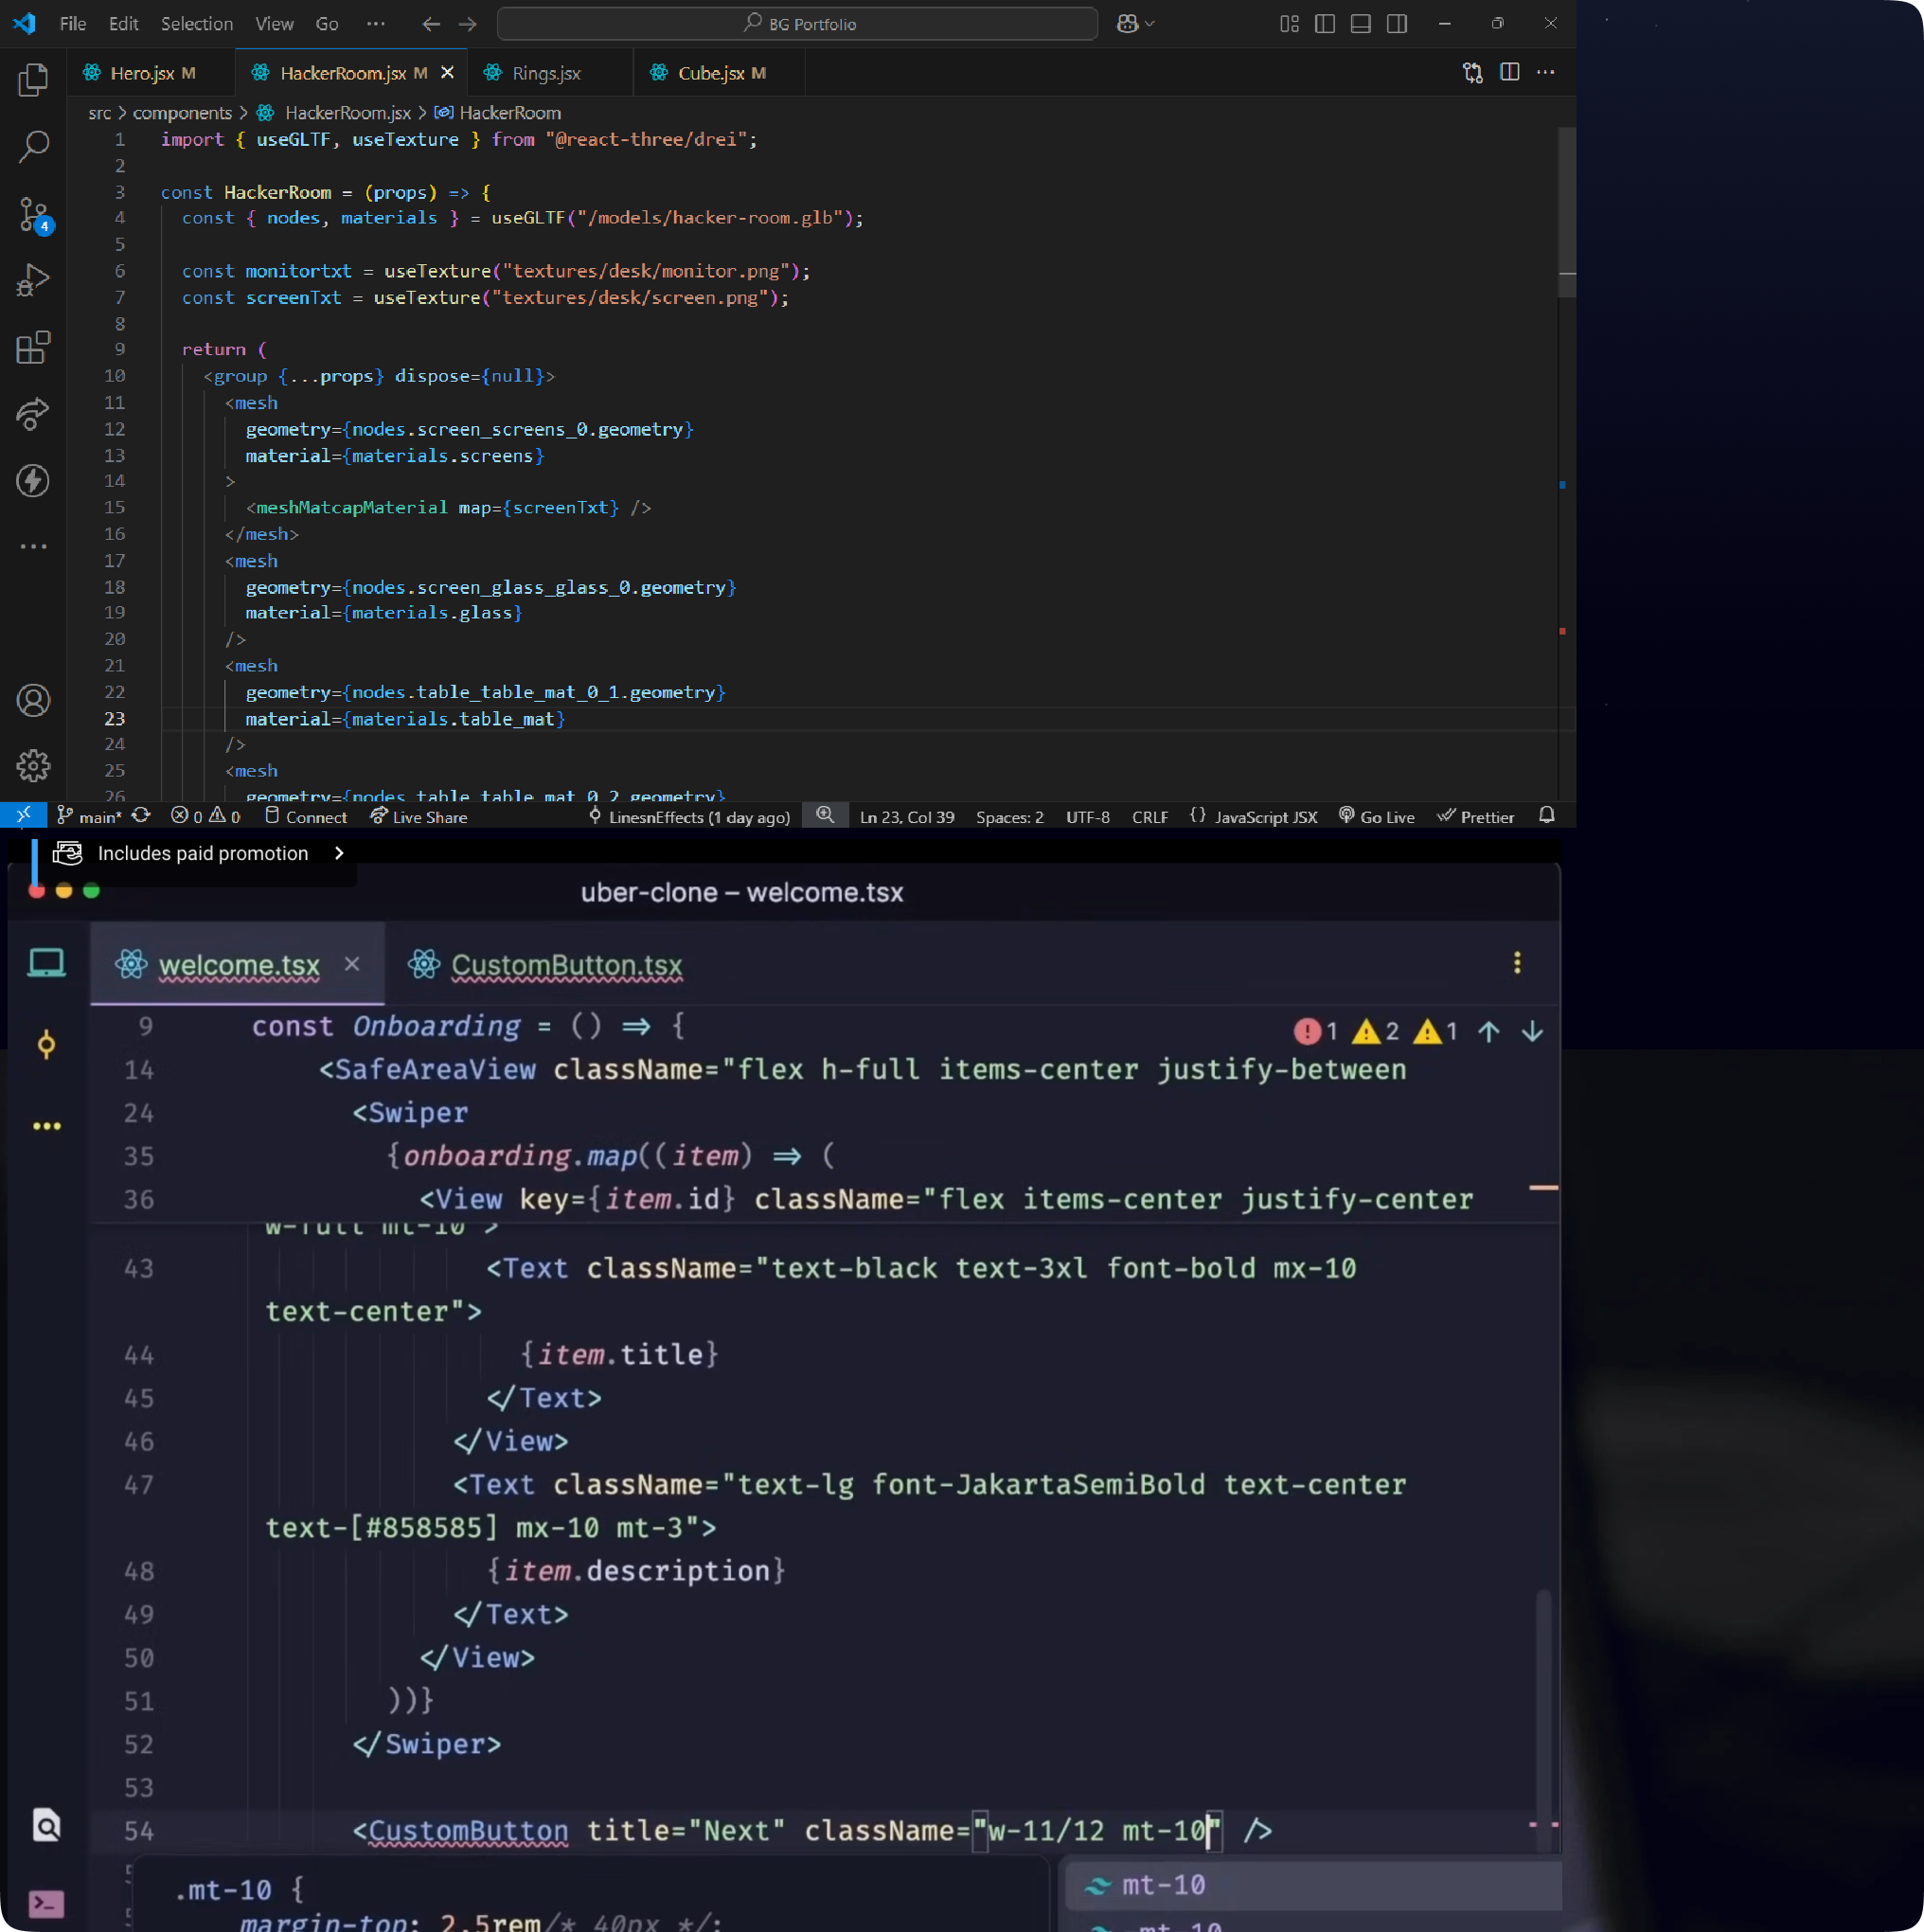 File Edit Selection View Go ··· BG Portfolio
Hero.jsx M HackerRoom.jsx M Rings.jsx Cube.jsx M
src > components > HackerRoom.jsx > HackerRoom
1 import { useGLTF, useTexture } from "@react-three/drei";
2
3 const HackerRoom = (props) => {
4 const { nodes, materials } = useGLTF("/models/hacker-room.glb");
5
6 const monitortxt = useTexture("textures/desk/monitor.png");
7 const screenTxt = useTexture("textures/desk/screen.png");
8
9 return (
10 <group {...props} dispose={null}>
11 <mesh
12 geometry={nodes.screen_screens_0.geometry}
13 material={materials.screens}
14 >
15 <meshMatcapMaterial map={screenTxt} />
16 </mesh>
17 <mesh
18 geometry={nodes.screen_glass_glass_0.geometry}
19 material={materials.glass}
20 />
21 <mesh
22 geometry={nodes.table_table_mat_0_1.geometry}
23 material={materials.table_mat}
24 />
25 <mesh
26 geometry={nodes.table_table_mat_0_2.geometry}
4
main* 0 0 Connect Live Share LinesnEffects (1 day ago) Ln 23, Col 39 Spaces: 2 UTF-8 CRLF {} JavaScript JSX Go Live Prettier
Includes paid promotion >
uber-clone – welcome.tsx
welcome.tsx × CustomButton.tsx
9 const Onboarding = () => {
1 2 1
14 <SafeAreaView className="flex h-full items-center justify-between
24 <Swiper
35 {onboarding.map((item) => (
36 <View key={item.id} className="flex items-center justify-center
w-full mt-10">
43 <Text className="text-black text-3xl font-bold mx-10
text-center">
44 {item.title}
45 </Text>
46 </View>
47 <Text className="text-lg font-JakartaSemiBold text-center
text-[#858585] mx-10 mt-3">
48 {item.description}
49 </Text>
50 </View>
51 ))}
52 </Swiper>
53
54 <CustomButton title="Next" className="w-11/12 mt-10" />
.mt-10 {
margin-top: 2.5rem/* 40px */;
mt-10
-mt-10